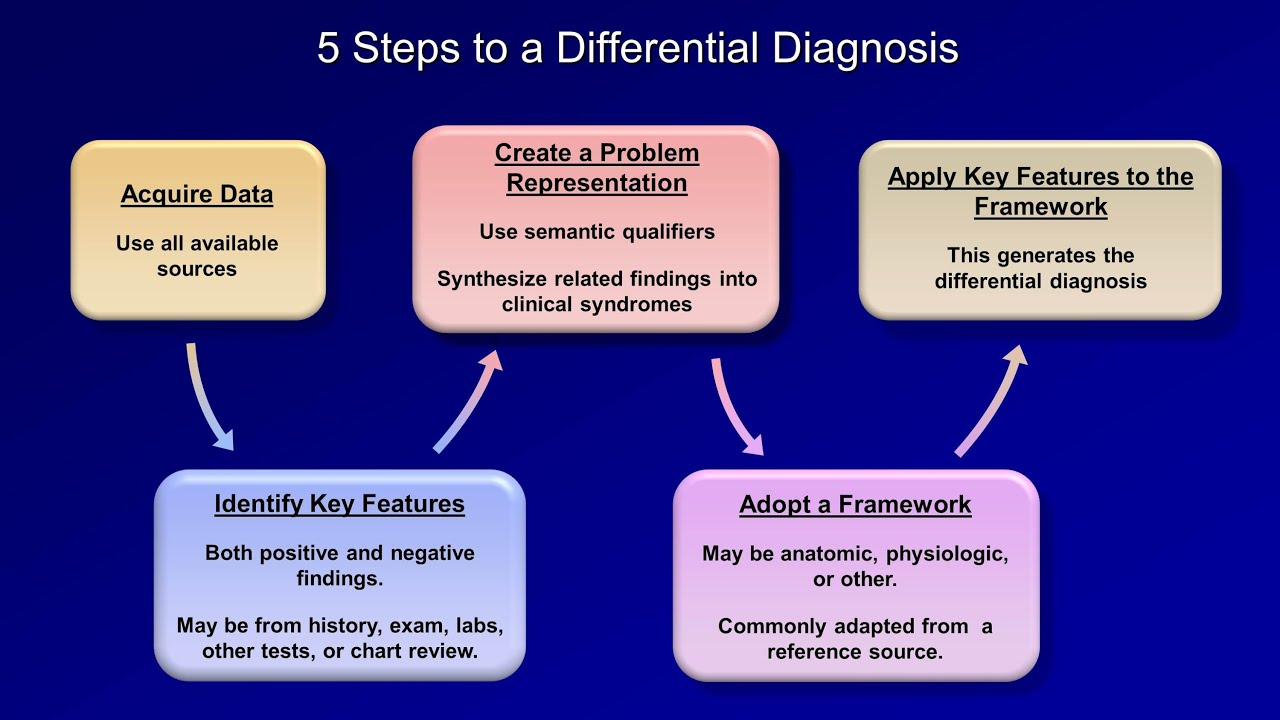 5 Steps to a Differential Diagnosis
Acquire Data
Use all available
sources
Identify Key Features
Both positive and negative
findings.
May be from history, exam, labs,
other tests, or chart review.
Create a Problem
Representation
Use semantic qualifiers
Synthesize related findings into
clinical syndromes
Adopt a Framework
May be anatomic, physiologic,
or other.
Commonly adapted from a
reference source.
Apply Key Features to the
Framework
This generates the
differential diagnosis